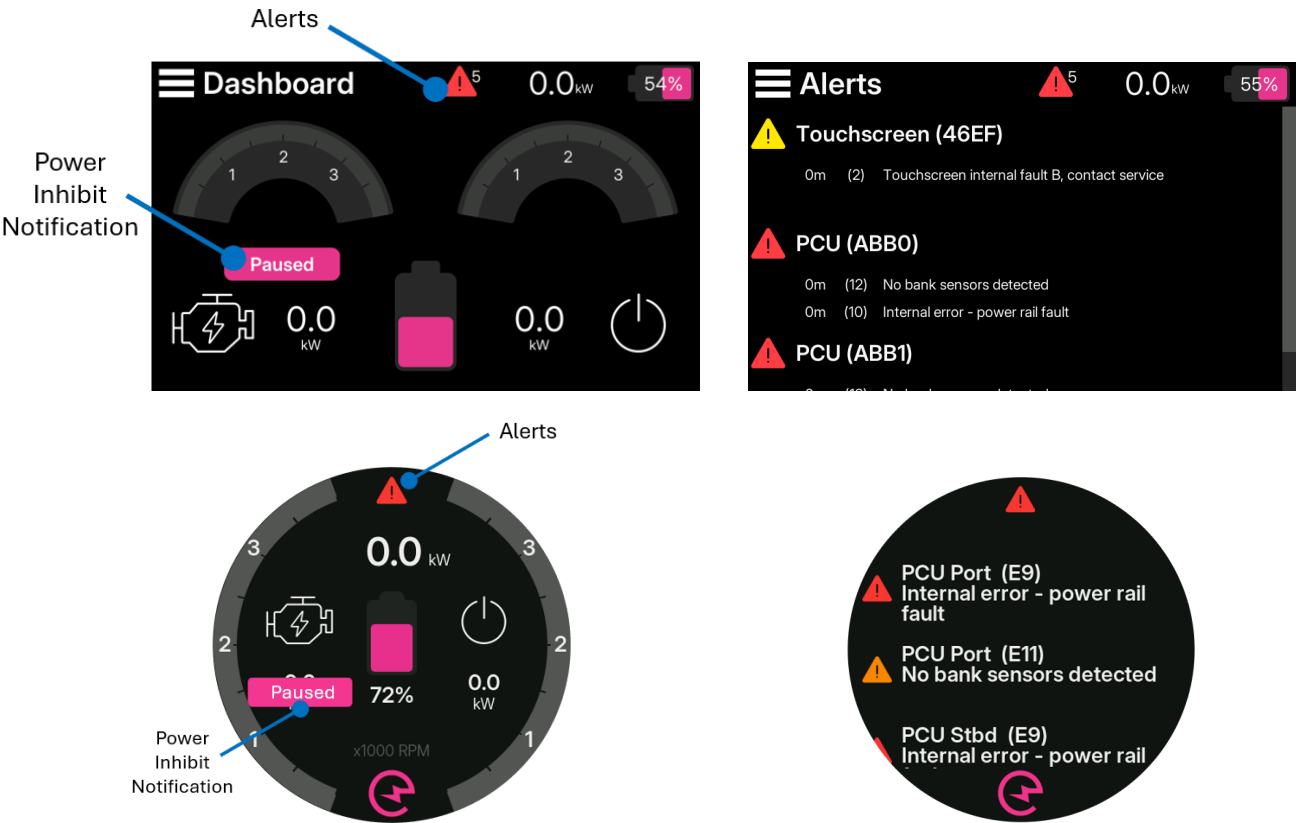 Alerts
Dashboard
5
0.0 kW
54%
1
2
3
1
2
3
Power
Inhibit
Notification
Paused
0.0
kW
0.0
kW
Alerts
5
0.0 kW
55%
Touchscreen (46EF)
0m (2) Touchscreen internal fault B, contact service
PCU (ABB0)
0m (12) No bank sensors detected
0m (10) Internal error - power rail fault
PCU (ABB1)
Alerts
0.0 kW
3
3
2
2
Paused
72%
0.0
kW
1
1
x1000 RPM
Power
Inhibit
Notification
PCU Port (E9)
Internal error - power rail
fault
PCU Port (E11)
No bank sensors detected
PCU Stbd (E9)
Internal error - power rail